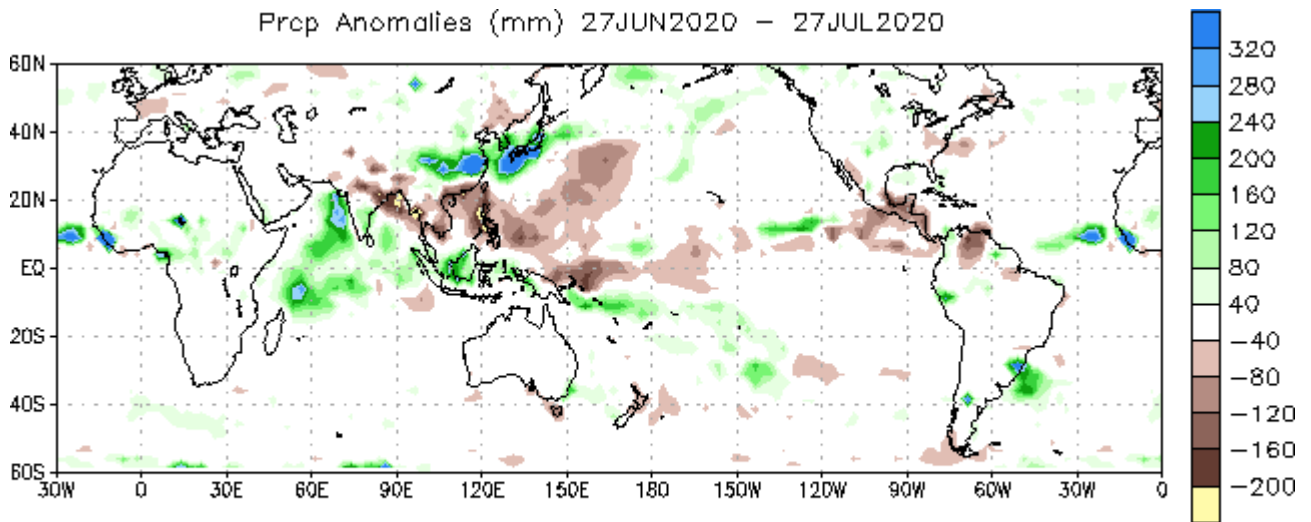 Prcp Anomalies (mm) 27JUN2020 – 27JUL2020
60N
40N
20N
EQ
20S
40S
60S
30W 0 30E 60E 90E 120E 150E 180 150W 120W 90W 60W 30W 0
320
280
240
200
160
120
80
40
−40
−80
−120
−160
−200